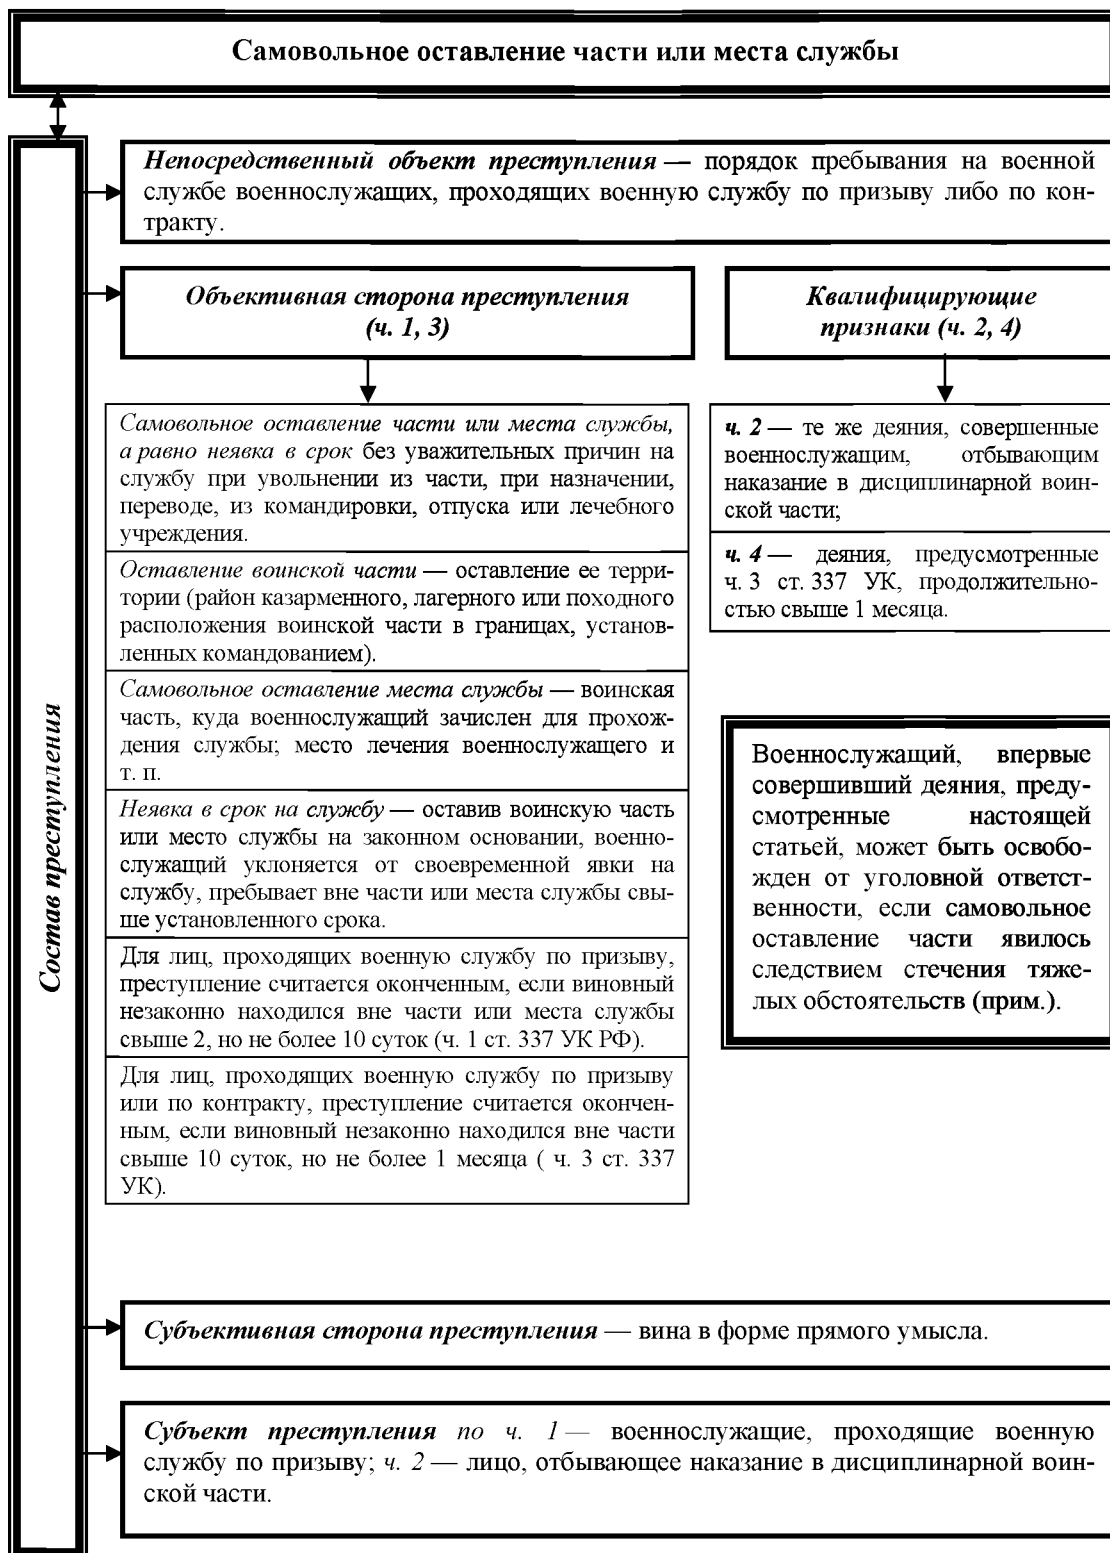 Самовольное оставление части или места службы
Состав преступления
Непосредственный объект преступления — порядок пребывания на военной
службе военнослужащих, проходящих военную службу по призыву либо по кон-
тракту.
Объективная сторона преступления
(ч. 1, 3)
Самовольное оставление части или места службы,
а равно неявка в срок без уважительных причин на
службу при увольнении из части, при назначении,
переводе, из командировки, отпуска или лечебного
учреждения.
Оставление воинской части — оставление ее терри-
тории (район казарменного, лагерного или походного
расположения воинской части в границах, установ-
ленных командованием).
Самовольное оставление места службы — воинская
часть, куда военнослужащий зачислен для прохож-
дения службы; место лечения военнослужащего и
т. п.
Неявка в срок на службу — оставив воинскую часть
или место службы на законном основании, военно-
служащий уклоняется от своевременной явки на
службу, пребывает вне части или места службы свы-
ше установленного срока.
Для лиц, проходящих военную службу по призыву,
преступление считается оконченным, если виновный
незаконно находился вне части или места службы
свыше 2, но не более 10 суток (ч. 1 ст. 337 УК РФ).
Для лиц, проходящих военную службу по призыву
или по контракту, преступление считается окончен-
ным, если виновный незаконно находился вне части
свыше 10 суток, но не более 1 месяца ( ч. 3 ст. 337
УК).
Квалифицирующие
признаки (ч. 2, 4)
ч. 2 — те же деяния, совершенные
военнослужащим, отбывающим
наказание в дисциплинарной воин-
ской части;
ч. 4 — деяния, предусмотренные
ч. 3 ст. 337 УК, продолжительно-
стью свыше 1 месяца.
Военнослужащий, впервые
совершивший деяния, преду-
смотренные настоящей
статьей, может быть освобо-
жден от уголовной ответст-
венности, если самовольное
оставление части явилось
следствием стечения тяже-
лых обстоятельств (прим.).
Субъективная сторона преступления — вина в форме прямого умысла.
Субъект преступления по ч. 1 — военнослужащие, проходящие военную
службу по призыву; ч. 2 — лицо, отбывающее наказание в дисциплинарной воин-
ской части.